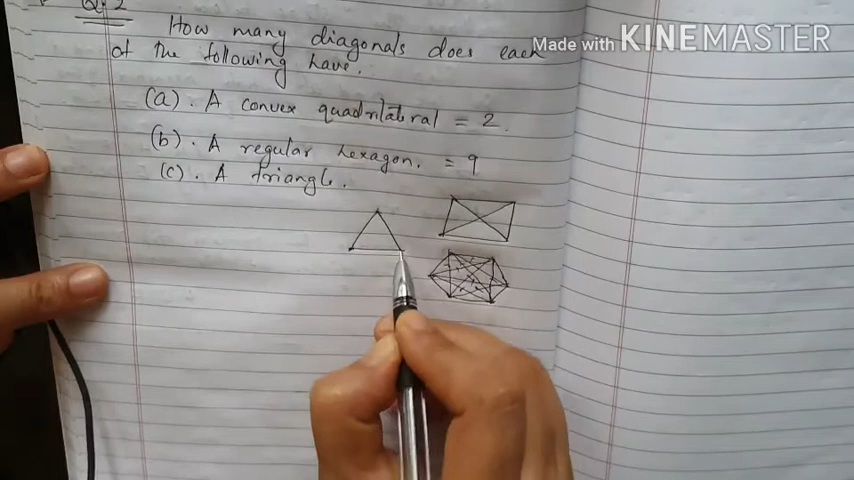 Q.2
How many diagonals does each
of the following have.
(a). A convex quadrilateral = 2.
(b). A regular hexagon. = 9
(c). A triangle.
Made with KINEMASTER